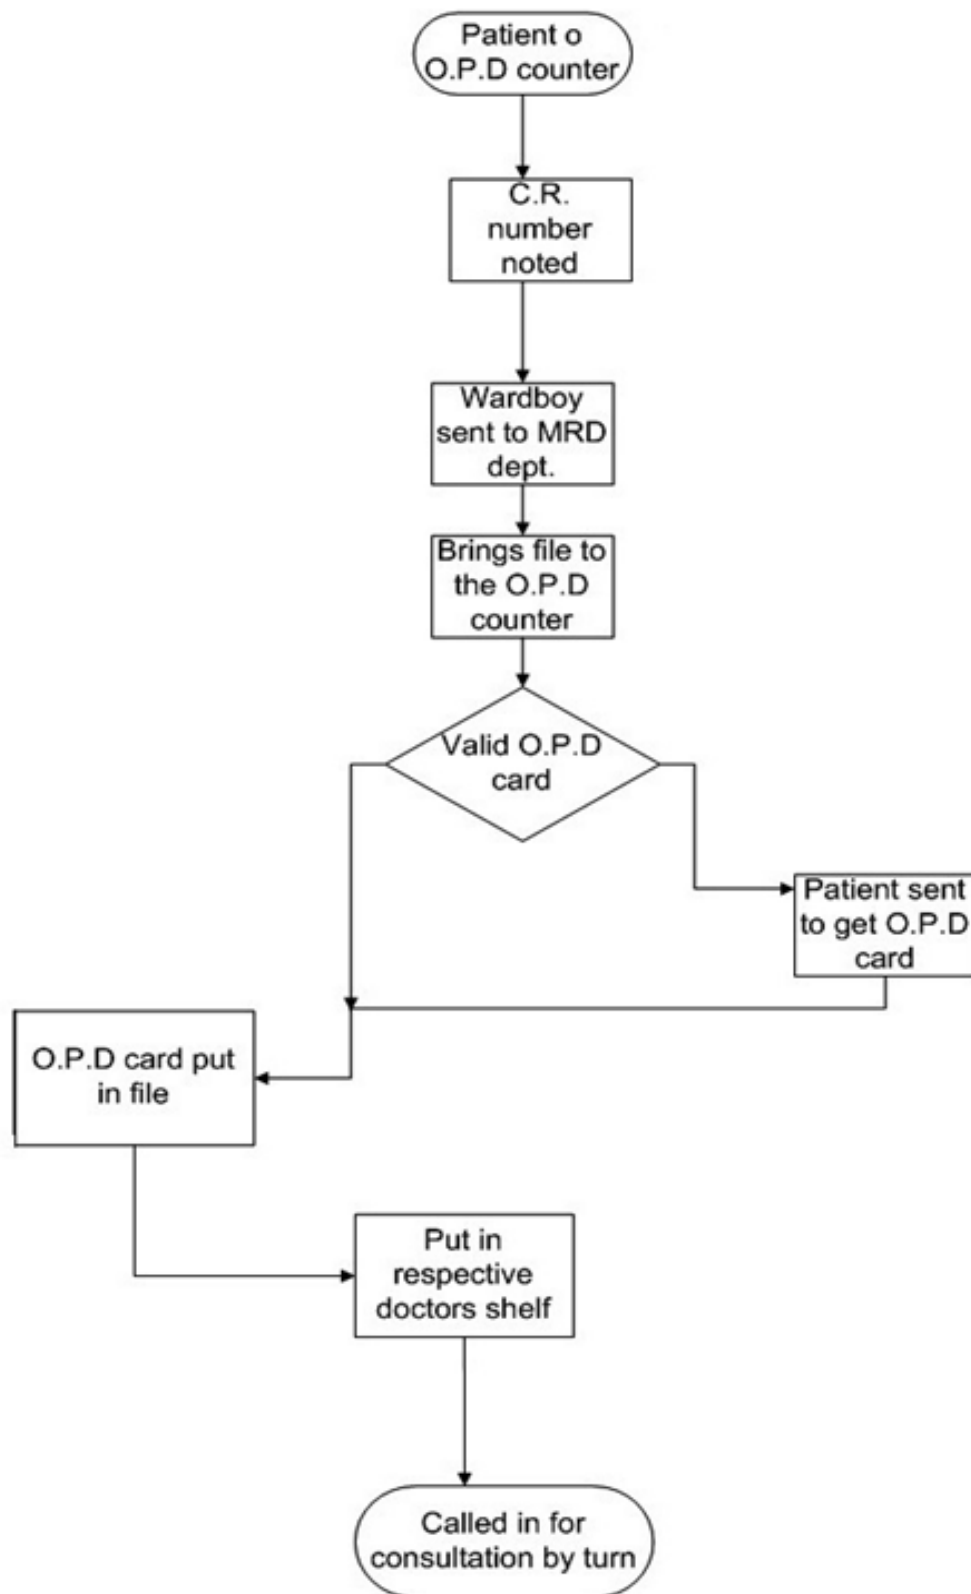 Patient o
O.P.D counter
C.R.
number
noted
Wardboy
sent to MRD
dept.
Brings file to
the O.P.D
counter
Valid O.P.D
card
Patient sent
to get O.P.D
card
O.P.D card put
in file
Put in
respective
doctors shelf
Called in for
consultation by turn